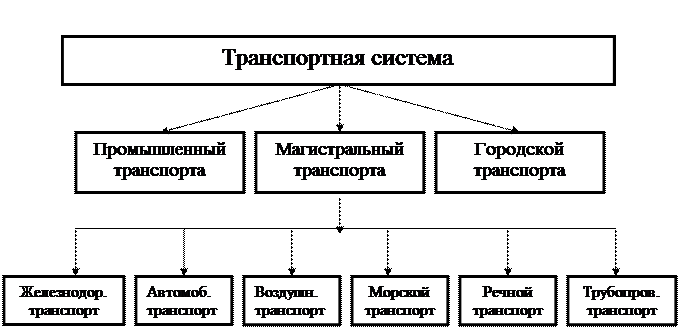 Транспортная система
Промышленный
транспорта
Магистральный
транспорта
Городской
транспорта
Железнодор.
транспорт
Автомоб.
транспорт
Воздушн.
транспорт
Морской
транспорт
Речной
транспорт
Трубопров.
транспорт